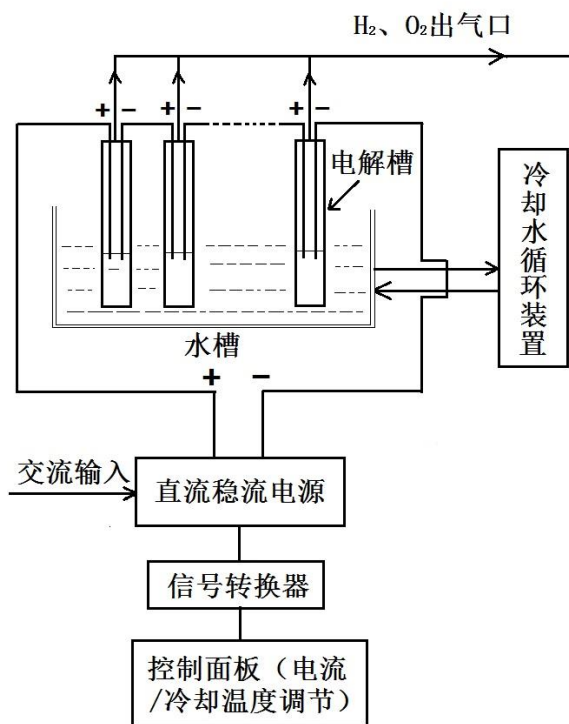 H₂、O₂出气口
+ − + − + −
电解槽
冷却水循环装置
水槽
+ −
交流输入
直流稳流电源
信号转换器
控制面板（电流
/冷却温度调节）